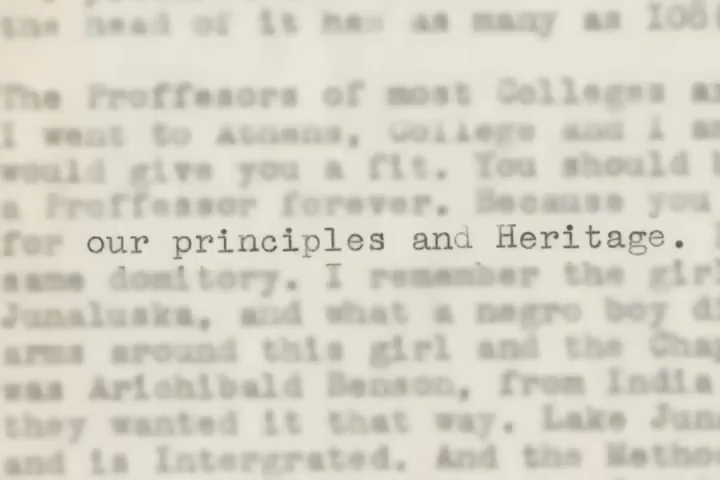 the head of it has as many as 108
The Proffesors of most Colleges
I went to Athens, College and I
would give you a fit. You should
a Proffessor forever. Because you
for our principles and Heritage.
same domitory. I remember the girl
Junaluska, and what a negro boy
arms around this girl and the
was Arichibald Benson, from India
they wanted it that way. Lake
and is Intergrated. And the